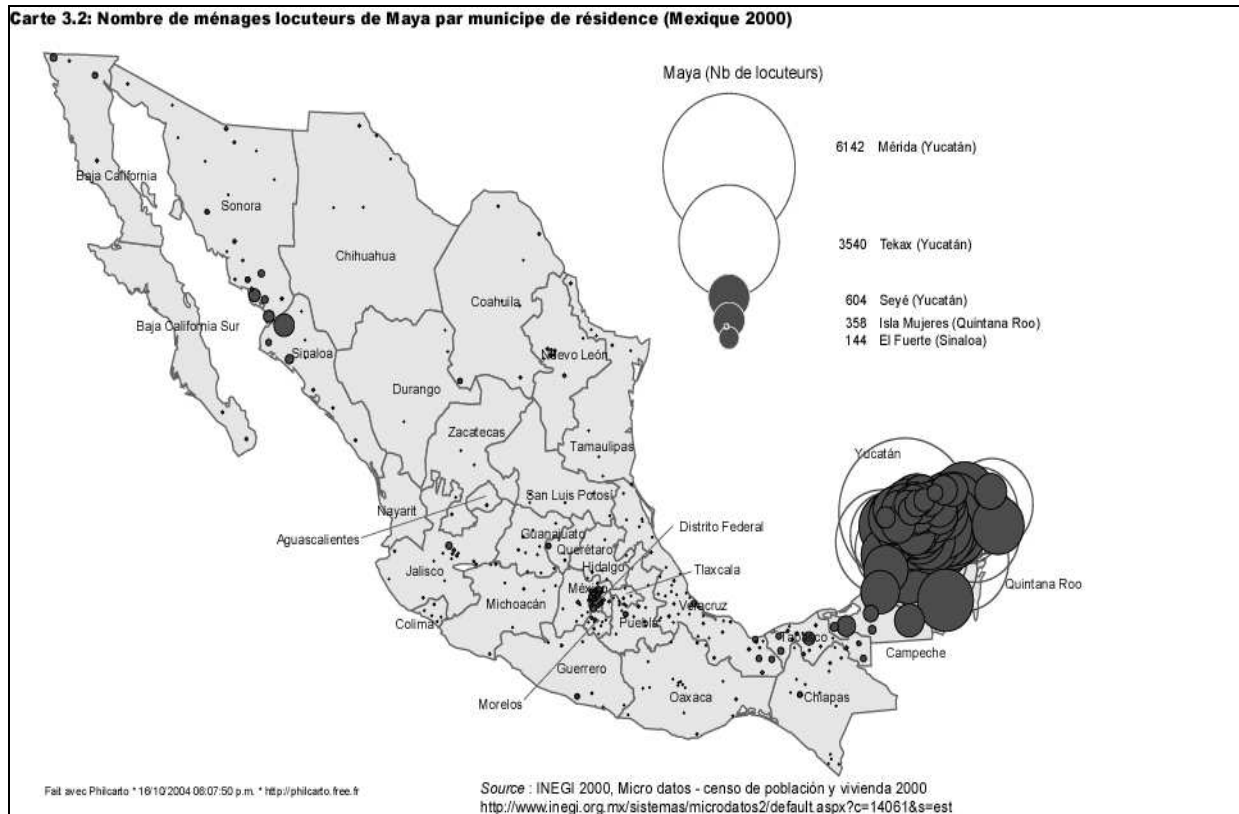 Carte 3.2: Nombre de ménages locuteurs de Maya par municipe de résidence (Mexique 2000)
Maya (Nb de locuteurs)
6142 Mérida (Yucatán)
3540 Tekax (Yucatán)
604 Seyé (Yucatán)
358 Isla Mujeres (Quintana Roo)
144 El Fuerte (Sinaloa)
Baja California
Sonora
Chihuahua
Coahuila
Baja California Sur
Sinaloa
Nuevo León
Durango
Zacatecas
Tamaulipas
Yucatán
San Luis Potosí
Nayarit
Distrito Federal
Aguascalientes
Guanajuato
Querétaro
Hidalgo
Tlaxcala
Jalisco
México
Quintana Roo
Michoacán
Veracruz
Colima
Puebla
Tabasco
Campeche
Guerrero
Morelos
Oaxaca
Chiapas
Fait avec Philcarto * 16/10/2004 06:07:50 p.m. * http://philcarto.free.fr
Source : INEGI 2000, Micro datos - censo de población y vivienda 2000
http://www.inegi.org.mx/sistemas/microdatos2/default.aspx?c=14061&s=est